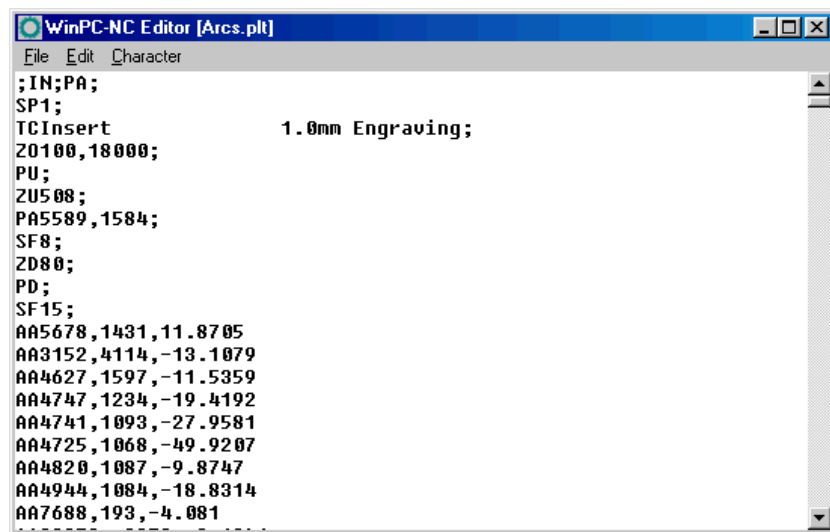 WinPC-NC Editor [Arcs.plt]
File Edit Character
;IN;PA;
SP1;
TCInsert 1.0mm Engraving;
ZO100,18000;
PU;
ZU508;
PA5589,1584;
SF8;
ZD80;
PD;
SF15;
AA5678,1431,11.8705
AA3152,4114,-13.1079
AA4627,1597,-11.5359
AA4747,1234,-19.4192
AA4741,1093,-27.9581
AA4725,1068,-49.9207
AA4820,1087,-9.8747
AA4944,1084,-18.8314
AA7688,193,-4.081